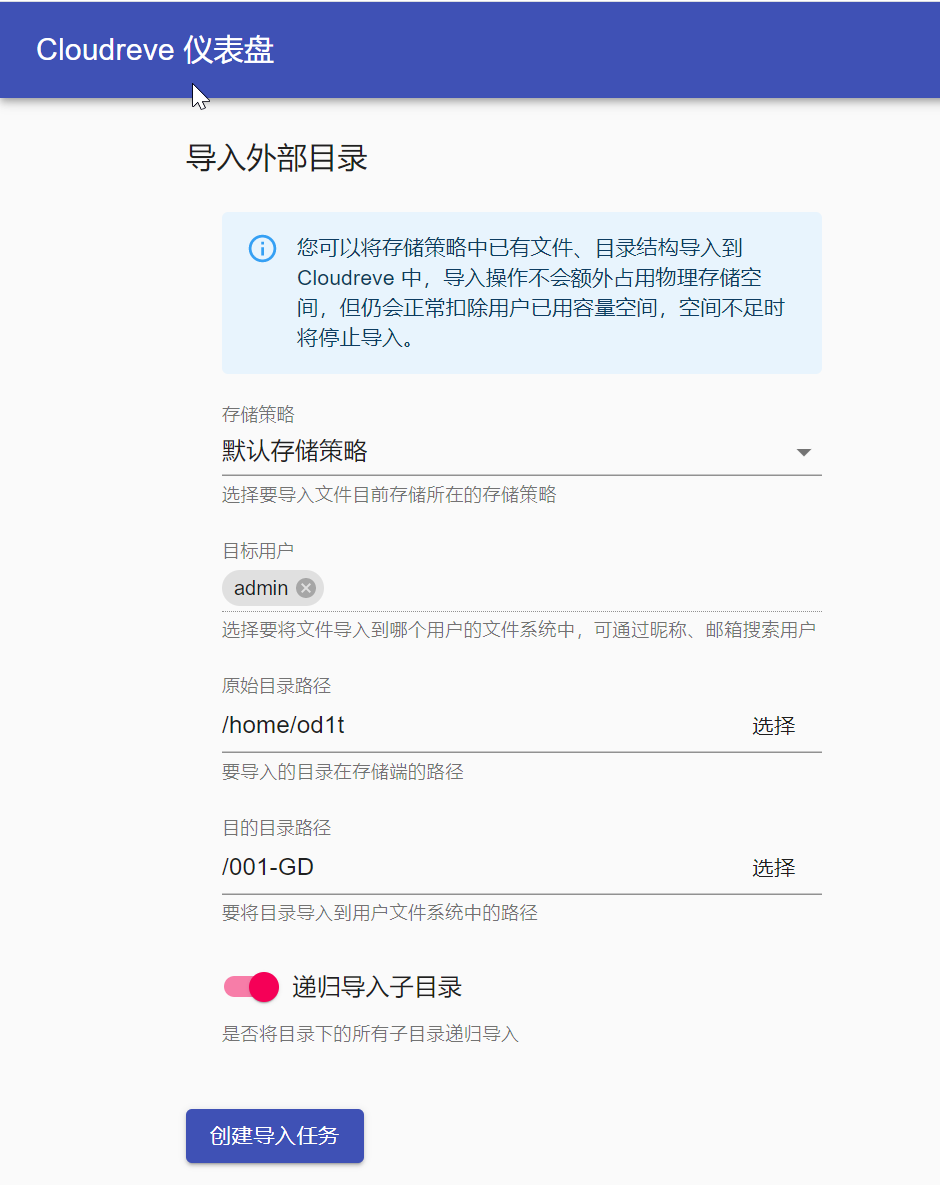 Cloudreve 仪表盘
导入外部目录
您可以将存储策略中已有文件、目录结构导入到
Cloudreve 中，导入操作不会额外占用物理存储空
间，但仍会正常扣除用户已用容量空间，空间不足时
将停止导入。
存储策略
默认存储策略
选择要导入文件目前存储所在的存储策略
目标用户
admin
选择要将文件导入到哪个用户的文件系统中，可通过昵称、邮箱搜索用户
原始目录路径
/home/od1t 选择
要导入的目录在存储端的路径
目的目录路径
/001-GD 选择
要将目录导入到用户文件系统中的路径
递归导入子目录
是否将目录下的所有子目录递归导入
创建导入任务